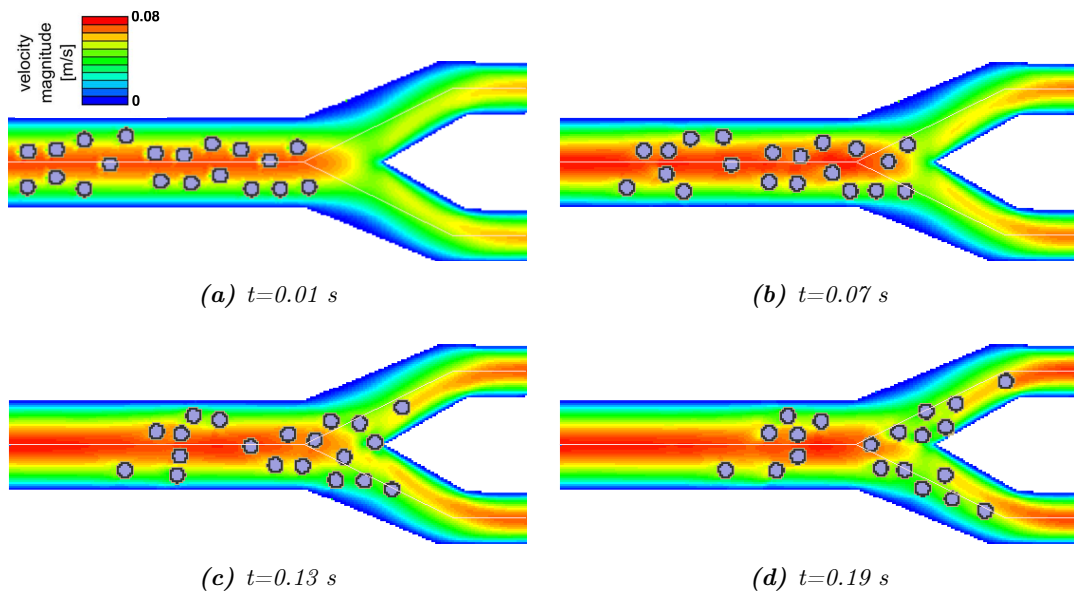 velocity
magnitude
[m/s]
0.08
0
(a) t=0.01 s
(b) t=0.07 s
(c) t=0.13 s
(d) t=0.19 s